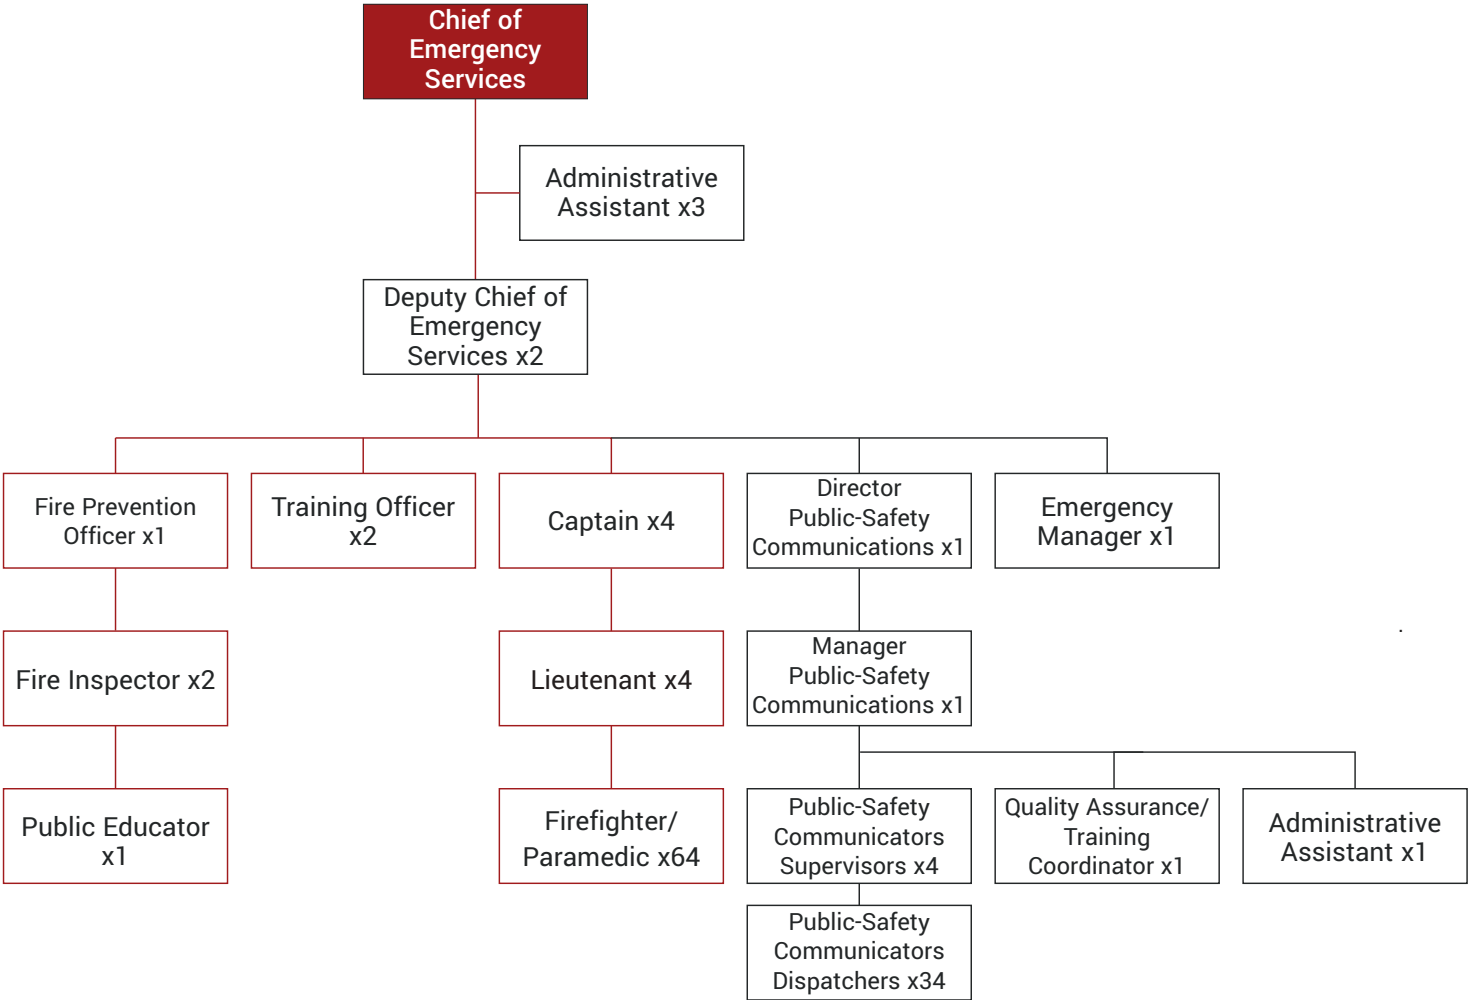 Chief of
Emergency
Services
Administrative
Assistant x3
Deputy Chief of
Emergency
Services x2
Fire Prevention
Officer x1
Training Officer
x2
Captain x4
Director
Public-Safety
Communications x1
Emergency
Manager x1
Fire Inspector x2
Lieutenant x4
Manager
Public-Safety
Communications x1
Public Educator
x1
Firefighter/
Paramedic x64
Public-Safety
Communicators
Supervisors x4
Quality Assurance/
Training
Coordinator x1
Administrative
Assistant x1
Public-Safety
Communicators
Dispatchers x34